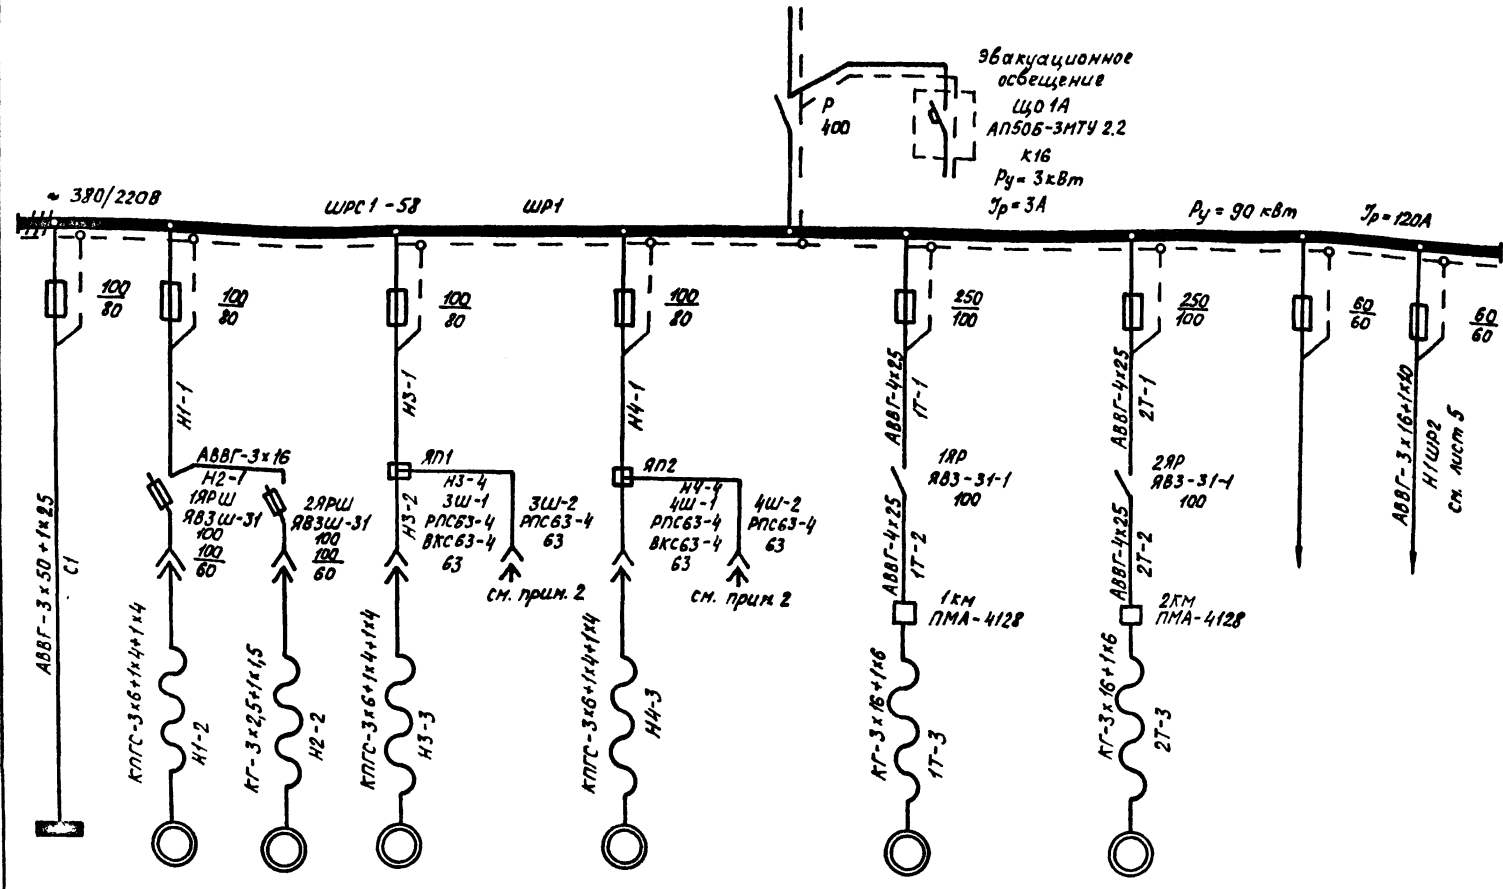 Эвакуационное
освещение
ЩО 1А
АП50Б-3МТУ 2.2
К16
Ру = 3 кВт
Iр = 3А
Р
400
~ 380/220В
ШРС1-58
ШР1
Ру = 90 кВт
Iр = 120А
100
80
100
80
100
80
100
80
250
100
250
100
60
60
60
60
АВВГ-3х50+1х25
С1
Н1-1
АВВГ-3х16
Н2-1
1ЯРШ
ЯВЗШ-31
100
100
60
2ЯРШ
ЯВЗШ-31
100
100
60
КПГС-3х6+1х4+1х4
Н1-2
КГ-3х2,5+1х1,5
Н2-2
Н3-1
ЯП1
Н3-4
Н3-2
3Ш-1
РПС63-4
ВКС63-4
63
3Ш-2
РПС63-4
63
см. прим. 2
КПГС-3х6+1х4+1х4
Н3-3
Н4-1
ЯП2
Н4-4
4Ш-1
РПС63-4
ВКС63-4
63
4Ш-2
РПС63-4
63
см. прим. 2
КПГС-3х6+1х4+1х4
Н4-3
АВВГ-4х25
1Т-1
1ЯР
ЯВЗ-31-1
100
АВВГ-4х25
1Т-2
1КМ
ПМА-4128
КГ-3х16+1х6
1Т-3
АВВГ-4х25
2Т-1
2ЯР
ЯВЗ-31-1
100
АВВГ-4х25
2Т-2
2КМ
ПМА-4128
КГ-3х16+1х6
2Т-3
АВВГ-3х16+1х10
Н1ШР2
см. лист 5